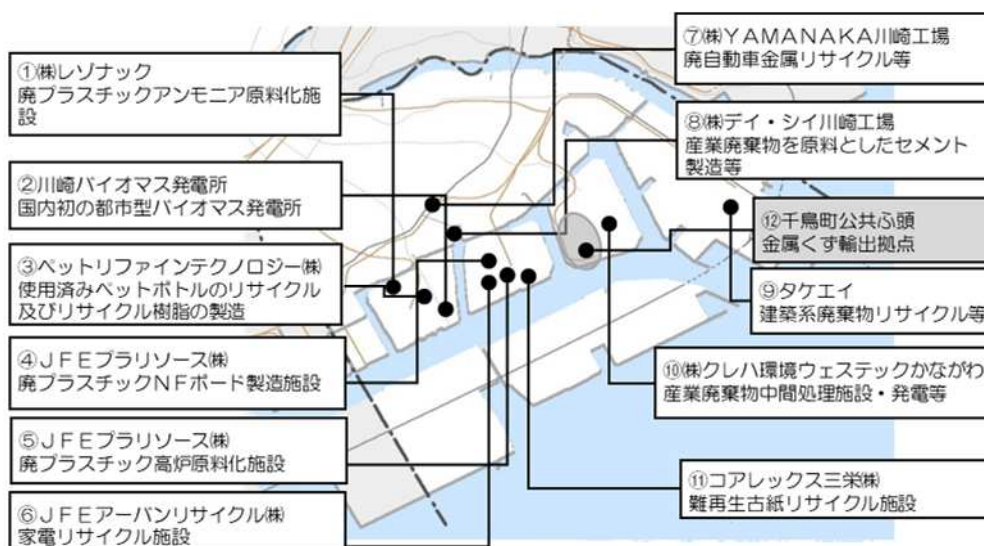 ①㈱レゾナック
廃プラスチックアンモニア原料化施
設
②川崎バイオマス発電所
国内初の都市型バイオマス発電所
③ペットリファインテクノロジー㈱
使用済みペットボトルのリサイクル
及びリサイクル樹脂の製造
④ＪＦＥプラリソース㈱
廃プラスチックＮＦボード製造施設
⑤ＪＦＥプラリソース㈱
廃プラスチック高炉原料化施設
⑥ＪＦＥアーバンリサイクル㈱
家電リサイクル施設
⑦㈱ＹＡＭＡＮＡＫＡ川崎工場
廃自動車金属リサイクル等
⑧㈱デイ・シイ川崎工場
産業廃棄物を原料としたセメント
製造等
⑫千鳥町公共ふ頭
金属くず輸出拠点
⑨タケエイ
建築系廃棄物リサイクル等
⑩㈱クレハ環境ウェステックかながわ
産業廃棄物中間処理施設・発電等
⑪コアレックス三栄㈱
難再生古紙リサイクル施設